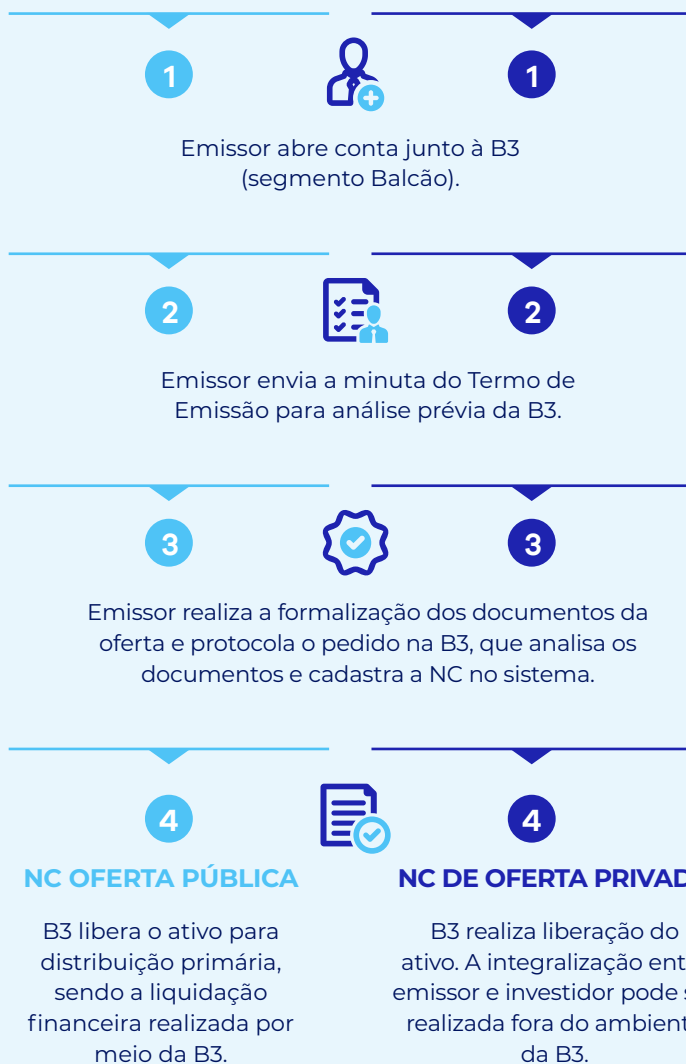 1
1
Emissor abre conta junto à B3
(segmento Balcão).
2
2
Emissor envia a minuta do Termo de
Emissão para análise prévia da B3.
3
3
Emissor realiza a formalização dos documentos da
oferta e protocola o pedido na B3, que analisa os
documentos e cadastra a NC no sistema.
4
NC OFERTA PÚBLICA
B3 libera o ativo para
distribuição primária,
sendo a liquidação
financeira realizada por
meio da B3.
4
NC DE OFERTA
B3 realiza liberação do
ativo. A integralização
emissor e investidor pode
realizada fora do
da B3.